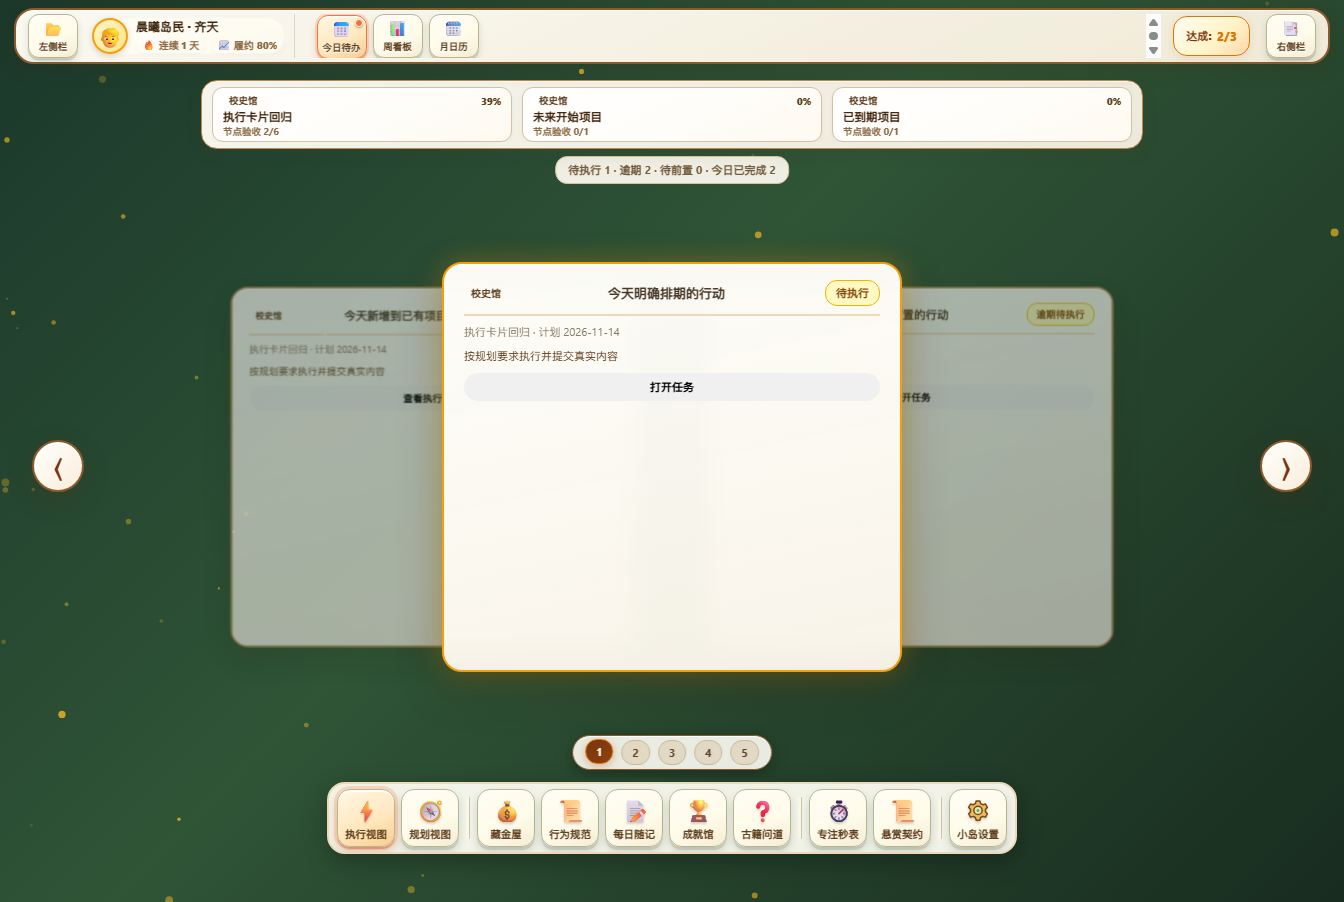 左侧栏
晨曦岛民 · 齐天
连续 1 天
履约 80%
今日待办
周看板
月日历
达成: 2/3
右侧栏
校史馆 39%
执行卡片回归
节点验收 2/6
校史馆 0%
未来开始项目
节点验收 0/1
校史馆 0%
已到期项目
节点验收 0/1
待执行 1 · 逾期 2 · 待前置 0 · 今日已完成 2
校史馆 今天新增到已有项目
执行卡片回归 · 计划 2026-11-14
按规划要求执行并提交真实内容
查看执行
校史馆 今天明确排期的行动 待执行
执行卡片回归 · 计划 2026-11-14
按规划要求执行并提交真实内容
打开任务
置的行动 逾期待执行
开任务
1 2 3 4 5
执行视图
规划视图
藏金屋
行为规范
每日随记
成就馆
古籍问道
专注秒表
悬赏契约
小岛设置